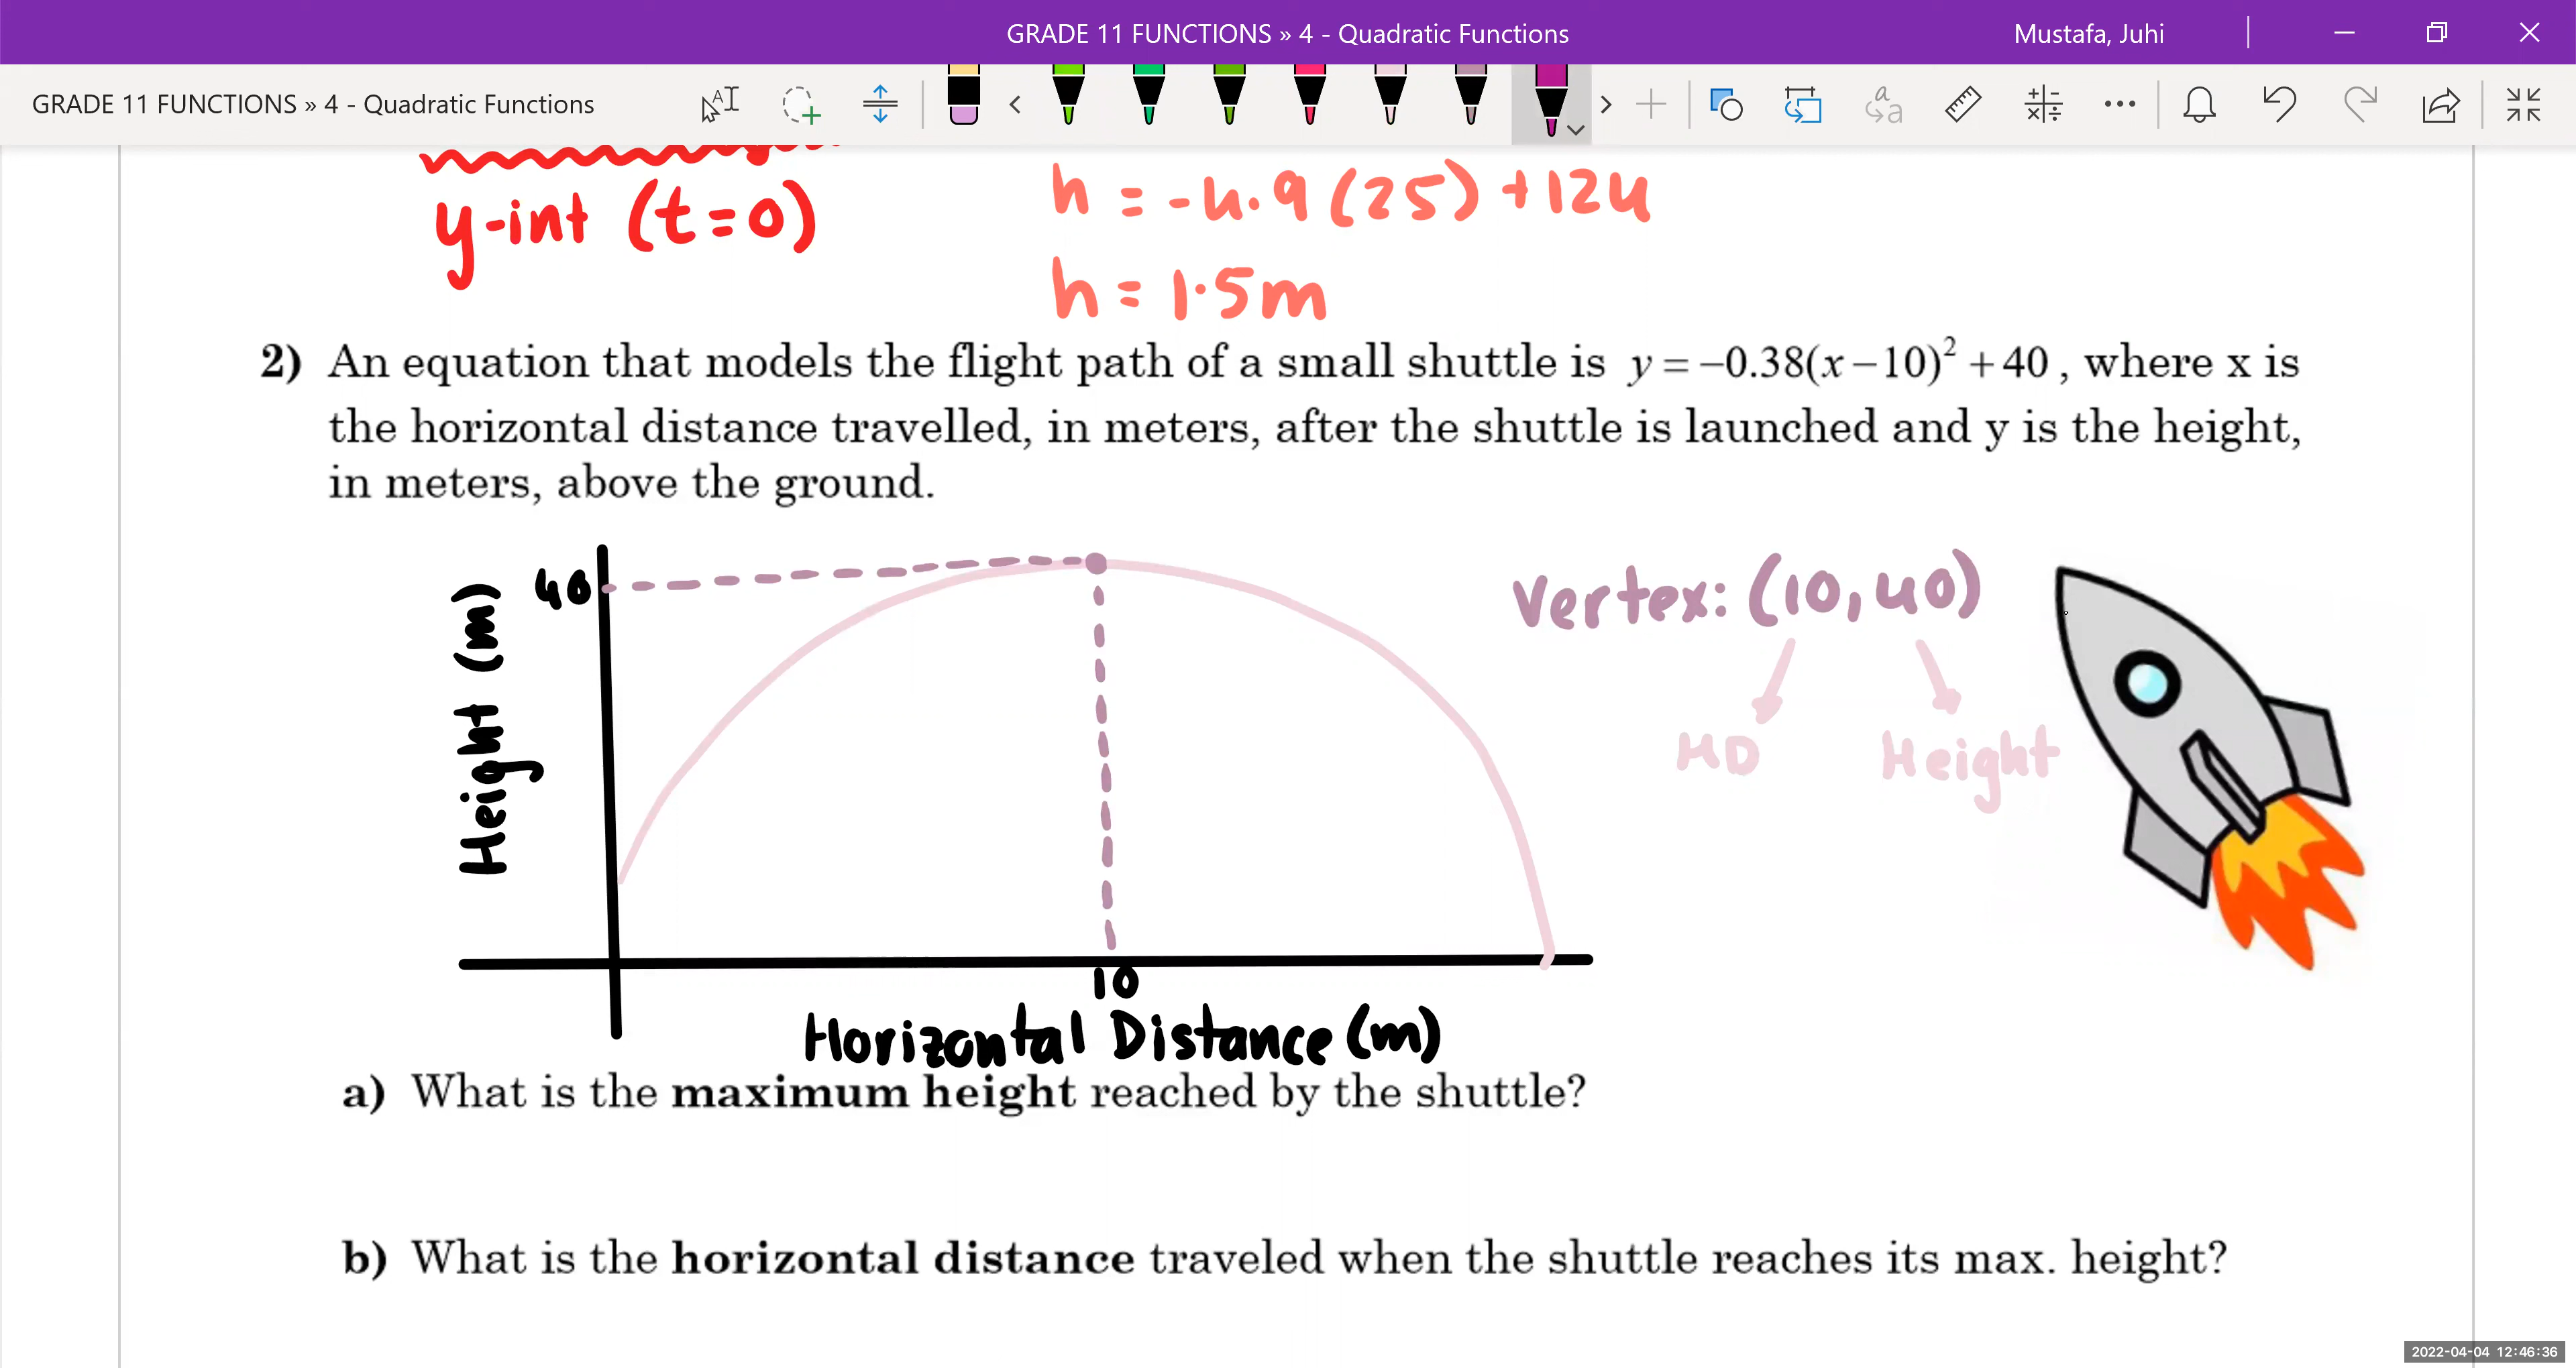 GRADE 11 FUNCTIONS » 4 - Quadratic Functions
Mustafa, Juhi
GRADE 11 FUNCTIONS » 4 - Quadratic Functions
y-int (t=0)
h = -4.9 (25) + 124
h = 1.5m
2) An equation that models the flight path of a small shuttle is y = −0.38(x − 10)² + 40 , where x is
the horizontal distance travelled, in meters, after the shuttle is launched and y is the height,
in meters, above the ground.
Height (m)
40
10
Horizontal Distance (m)
Vertex: (10, 40)
HD
Height
a) What is the maximum height reached by the shuttle?
b) What is the horizontal distance traveled when the shuttle reaches its max. height?
2022-04-04 12:46:36